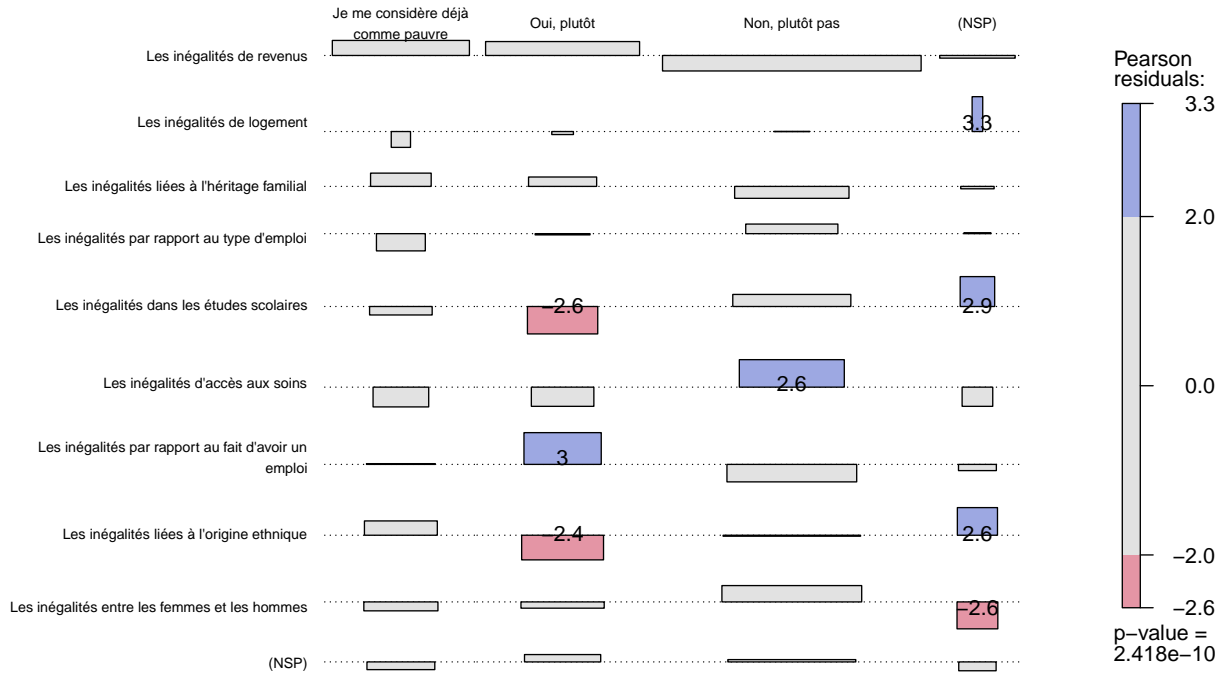 Je me considère déjà
comme pauvre
Oui, plutôt
Non, plutôt pas
(NSP)
Les inégalités de revenus
Les inégalités de logement
3.3
Les inégalités liées à l'héritage familial
Les inégalités par rapport au type d'emploi
Les inégalités dans les études scolaires
−2.6
2.9
Les inégalités d'accès aux soins
2.6
Les inégalités par rapport au fait d'avoir un
emploi
3
Les inégalités liées à l'origine ethnique
−2.4
2.6
Les inégalités entre les femmes et les hommes
−2.6
(NSP)
Pearson
residuals:
3.3
2.0
0.0
−2.0
−2.6
p−value =
2.418e−10